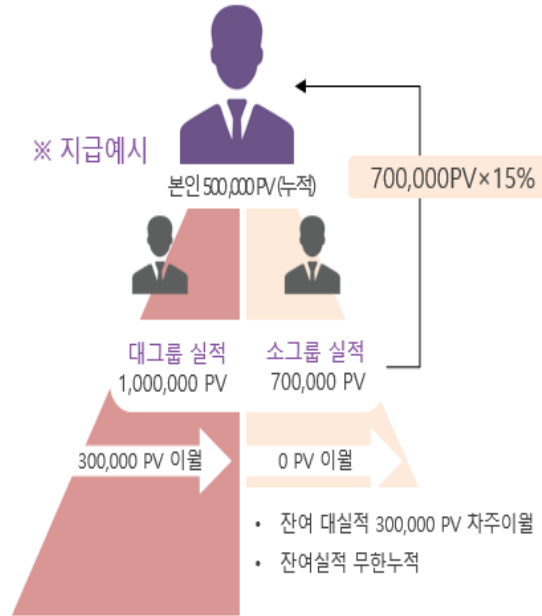 ※ 지급예시
본인 500,000 PV (누적)
700,000PV×15%
대그룹 실적
1,000,000 PV
소그룹 실적
700,000 PV
300,000 PV 이월
0 PV 이월
• 잔여 대실적 300,000 PV 차주이월
• 잔여실적 무한누적